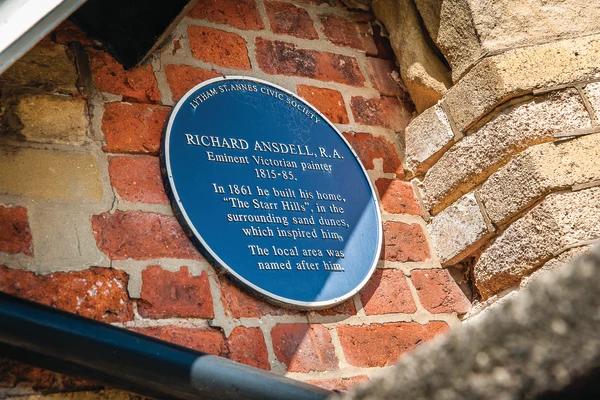 LYTHAM ST. ANNES CIVIC SOCIETY
RICHARD ANSDELL, R.A.
Eminent Victorian painter
1815-85.
In 1861 he built his home,
"The Starr Hills", in the
surrounding sand dunes,
which inspired him.
The local area was
named after him.